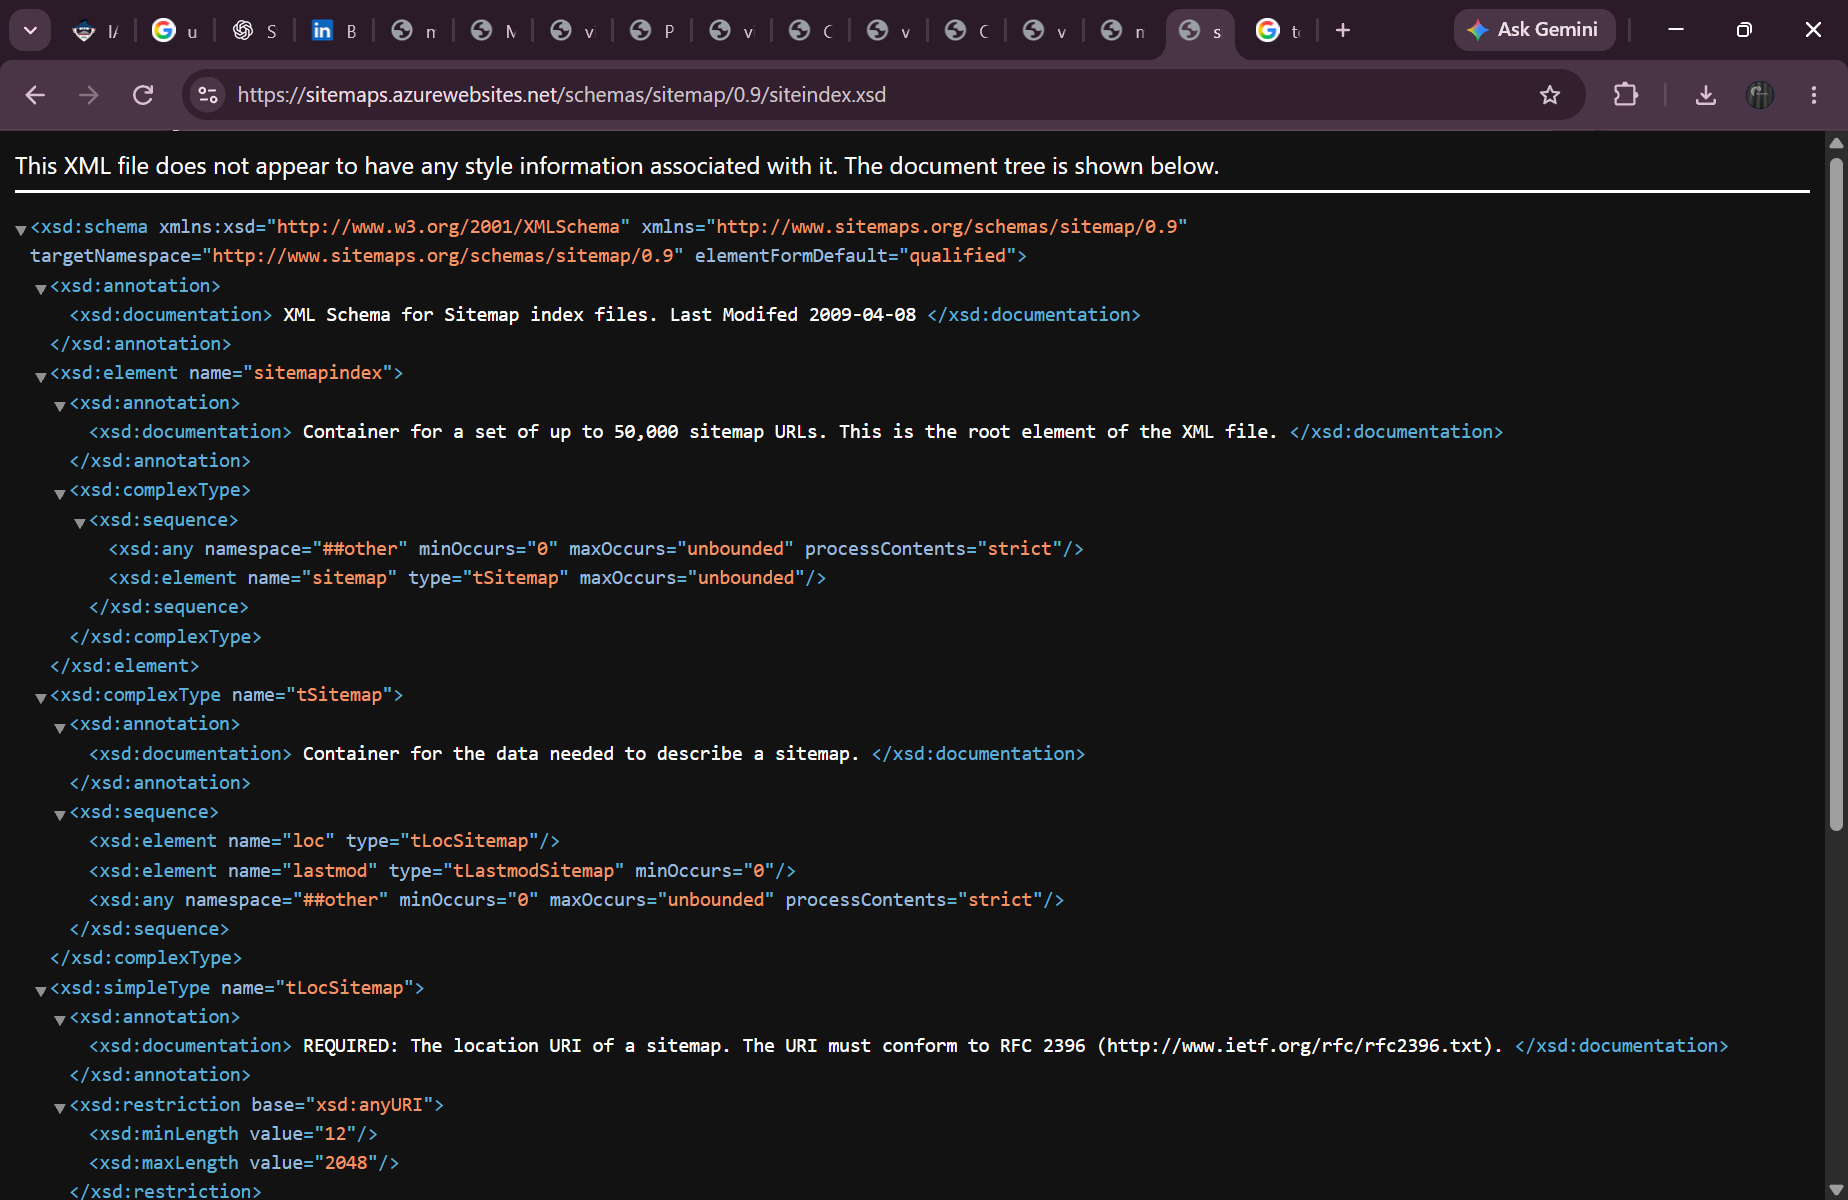 u
S
B
M
v
P
v
C
v
C
v
n
s
t
Ask Gemini
https://sitemaps.azurewebsites.net/schemas/sitemap/0.9/siteindex.xsd
This XML file does not appear to have any style information associated with it. The document tree is shown below.
<xsd:schema xmlns:xsd="http://www.w3.org/2001/XMLSchema" xmlns="http://www.sitemaps.org/schemas/sitemap/0.9"
targetNamespace="http://www.sitemaps.org/schemas/sitemap/0.9" elementFormDefault="qualified">
<xsd:annotation>
<xsd:documentation> XML Schema for Sitemap index files. Last Modifed 2009-04-08 </xsd:documentation>
</xsd:annotation>
<xsd:element name="sitemapindex">
<xsd:annotation>
<xsd:documentation> Container for a set of up to 50,000 sitemap URLs. This is the root element of the XML file. </xsd:documentation>
</xsd:annotation>
<xsd:complexType>
<xsd:sequence>
<xsd:any namespace="##other" minOccurs="0" maxOccurs="unbounded" processContents="strict"/>
<xsd:element name="sitemap" type="tSitemap" maxOccurs="unbounded"/>
</xsd:sequence>
</xsd:complexType>
</xsd:element>
<xsd:complexType name="tSitemap">
<xsd:annotation>
<xsd:documentation> Container for the data needed to describe a sitemap. </xsd:documentation>
</xsd:annotation>
<xsd:sequence>
<xsd:element name="loc" type="tLocSitemap"/>
<xsd:element name="lastmod" type="tLastmodSitemap" minOccurs="0"/>
<xsd:any namespace="##other" minOccurs="0" maxOccurs="unbounded" processContents="strict"/>
</xsd:sequence>
</xsd:complexType>
<xsd:simpleType name="tLocSitemap">
<xsd:annotation>
<xsd:documentation> REQUIRED: The location URI of a sitemap. The URI must conform to RFC 2396 (http://www.ietf.org/rfc/rfc2396.txt). </xsd:documentation>
</xsd:annotation>
<xsd:restriction base="xsd:anyURI">
<xsd:minLength value="12"/>
<xsd:maxLength value="2048"/>
</xsd:restriction>